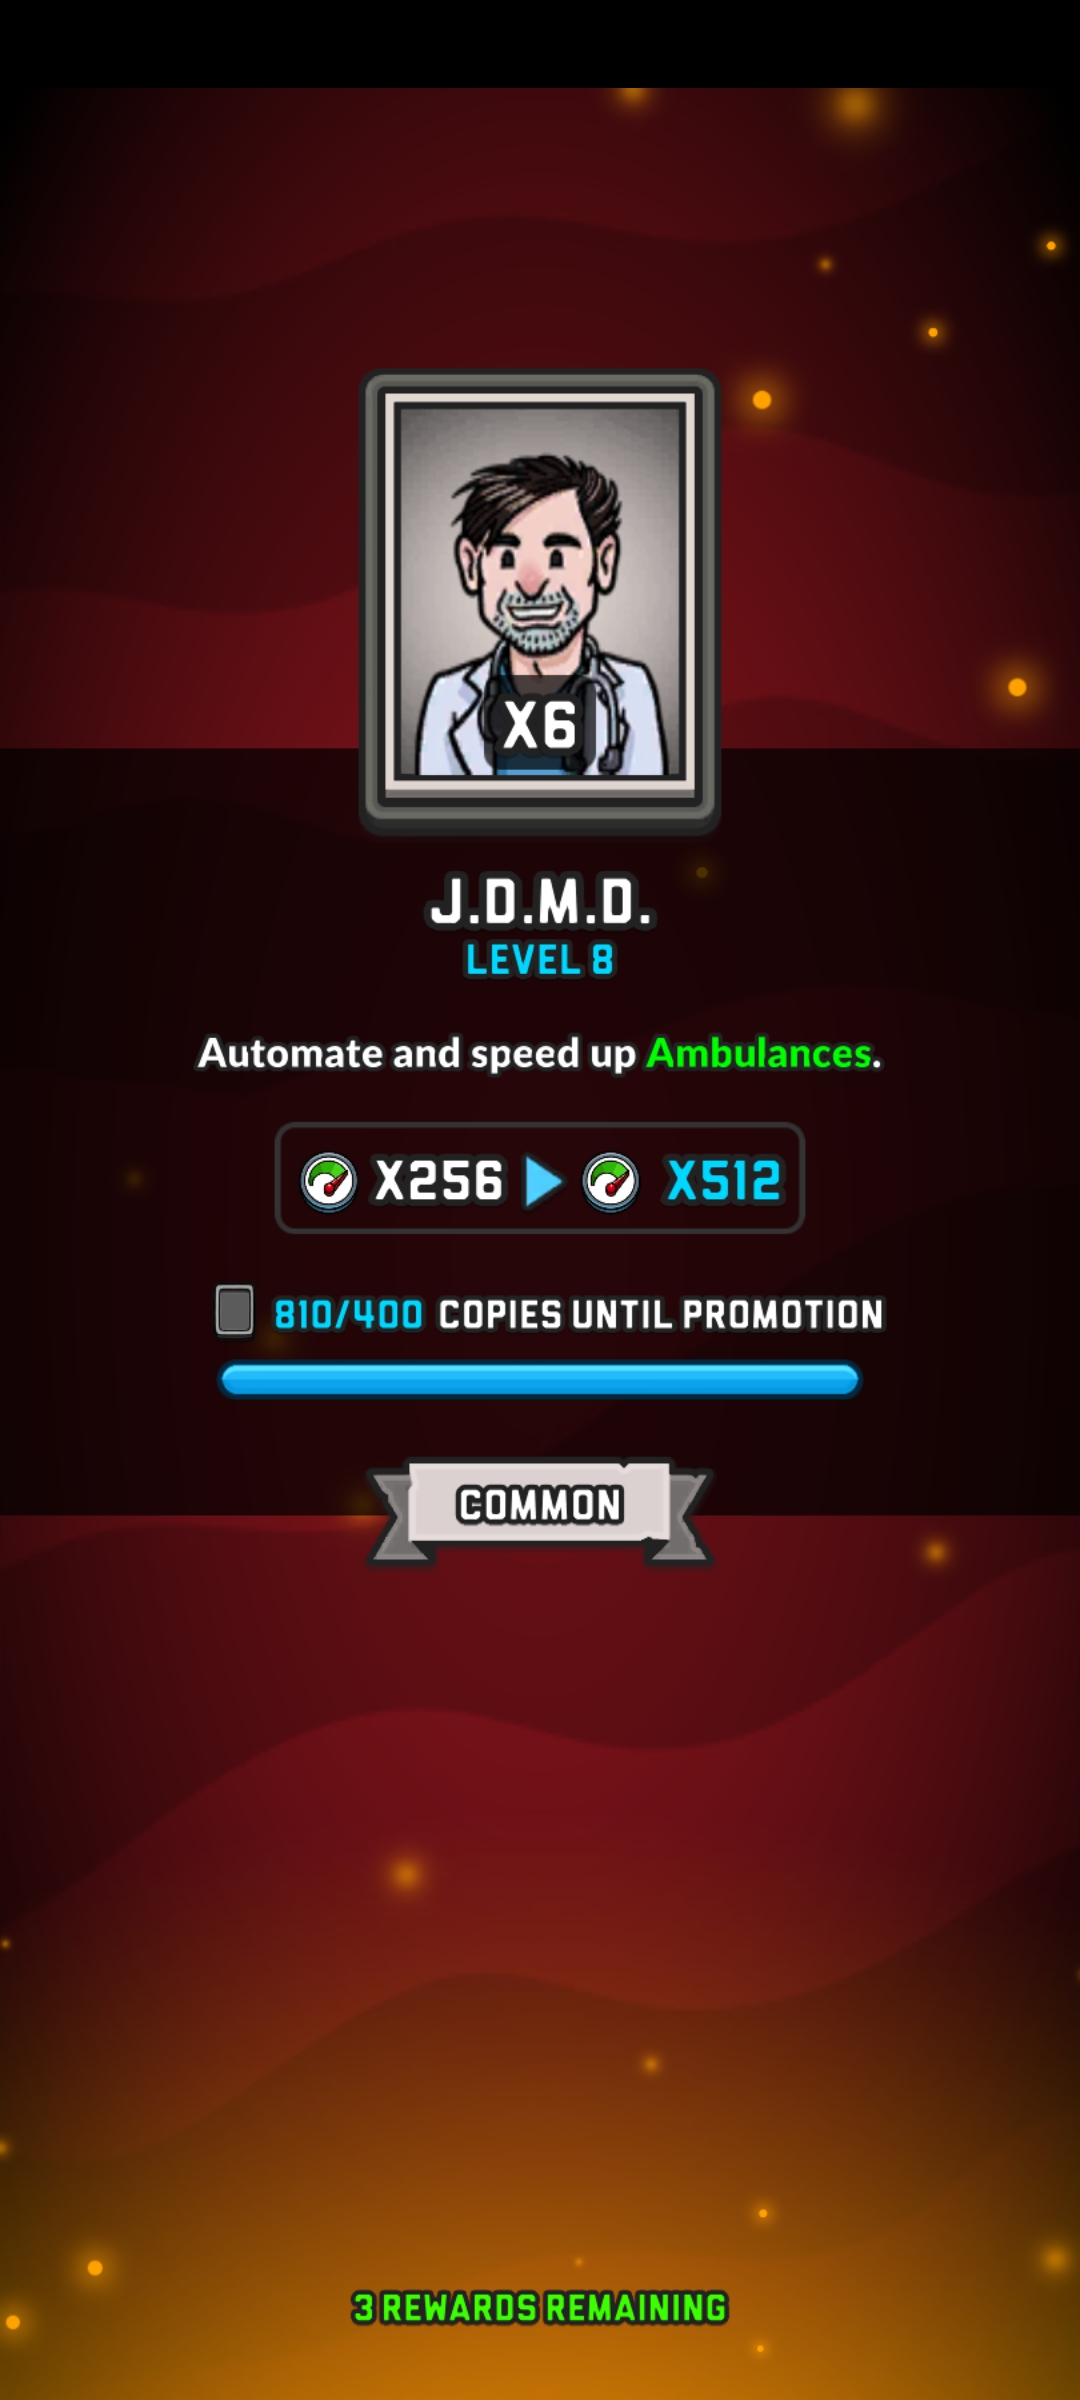 X6
J.D.M.D.
LEVEL 8
Automate and speed up Ambulances.
X256 X512
810/400 COPIES UNTIL PROMOTION
COMMON
3 REWARDS REMAINING